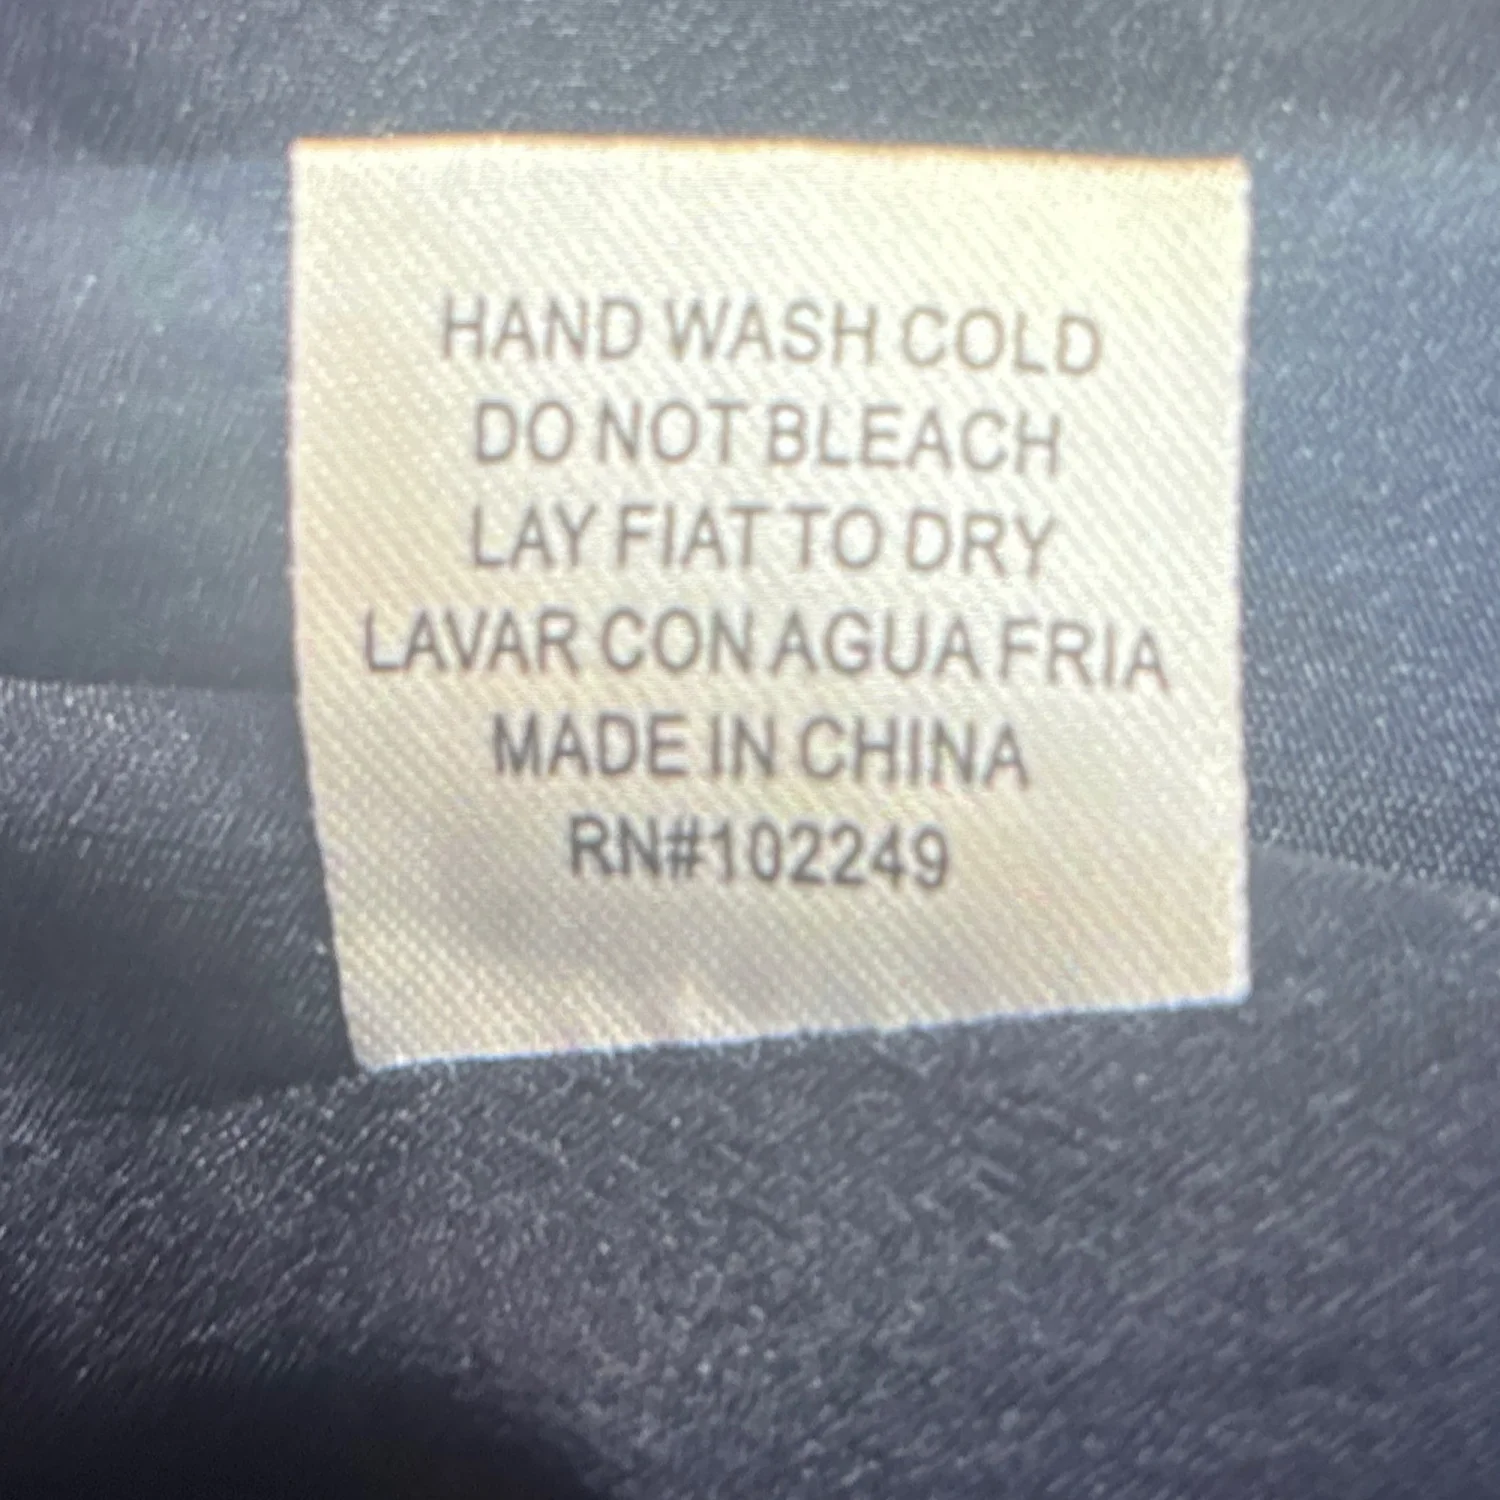 HAND WASH COLD
DO NOT BLEACH
LAY FIAT TO DRY
LAVAR CON AGUA FRIA
MADE IN CHINA
RN#102249